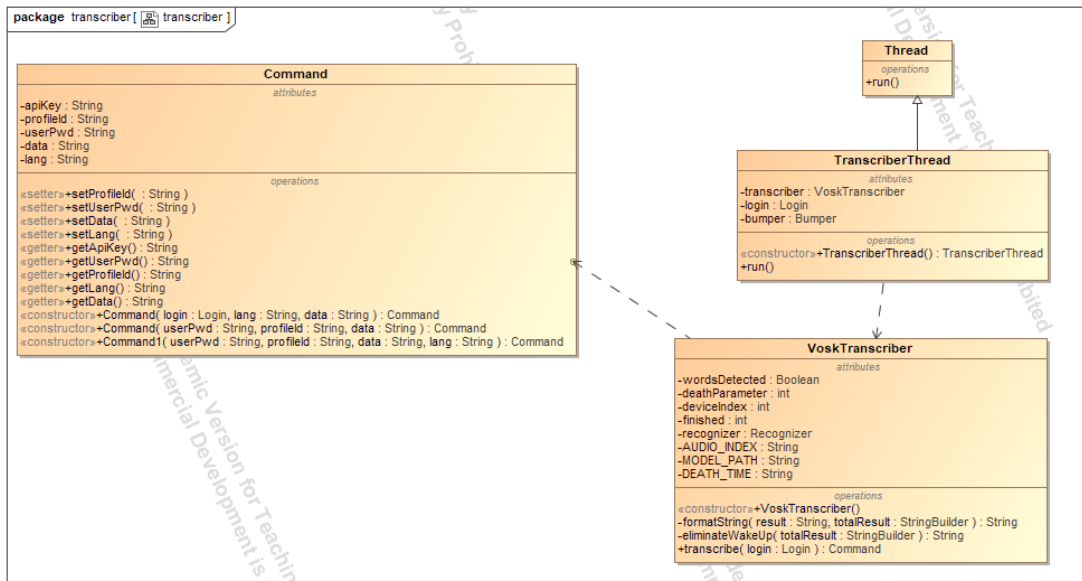 package transcriber [ transcriber ]
Command
attributes
-apiKey : String
-profileId : String
-userPwd : String
-data : String
-lang : String
operations
«setter»+setProfileId( : String )
«setter»+setUserPwd( : String )
«setter»+setData( : String )
«setter»+setLang( : String )
«getter»+getApiKey() : String
«getter»+getUserPwd() : String
«getter»+getProfileId() : String
«getter»+getLang() : String
«getter»+getData() : String
«constructor»+Command( login : Login, lang : String, data : String ) : Command
«constructor»+Command( userPwd : String, profileId : String, data : String ) : Command
«constructor»+Command1( userPwd : String, profileId : String, data : String, lang : String ) : Command
Thread
operations
+run()
TranscriberThread
attributes
-transcriber : VoskTranscriber
-login : Login
-bumper : Bumper
operations
«constructor»+TranscriberThread() : TranscriberThread
+run()
VoskTranscriber
attributes
-wordsDetected : Boolean
-deathParameter : int
-deviceIndex : int
-finished : int
-recognizer : Recognizer
-AUDIO_INDEX : String
-MODEL_PATH : String
-DEATH_TIME : String
operations
«constructor»+VoskTranscriber()
-formatString( result : String, totalResult : StringBuilder ) : String
-eliminateWakeUp( totalResult : StringBuilder ) : String
+transcribe( login : Login ) : Command